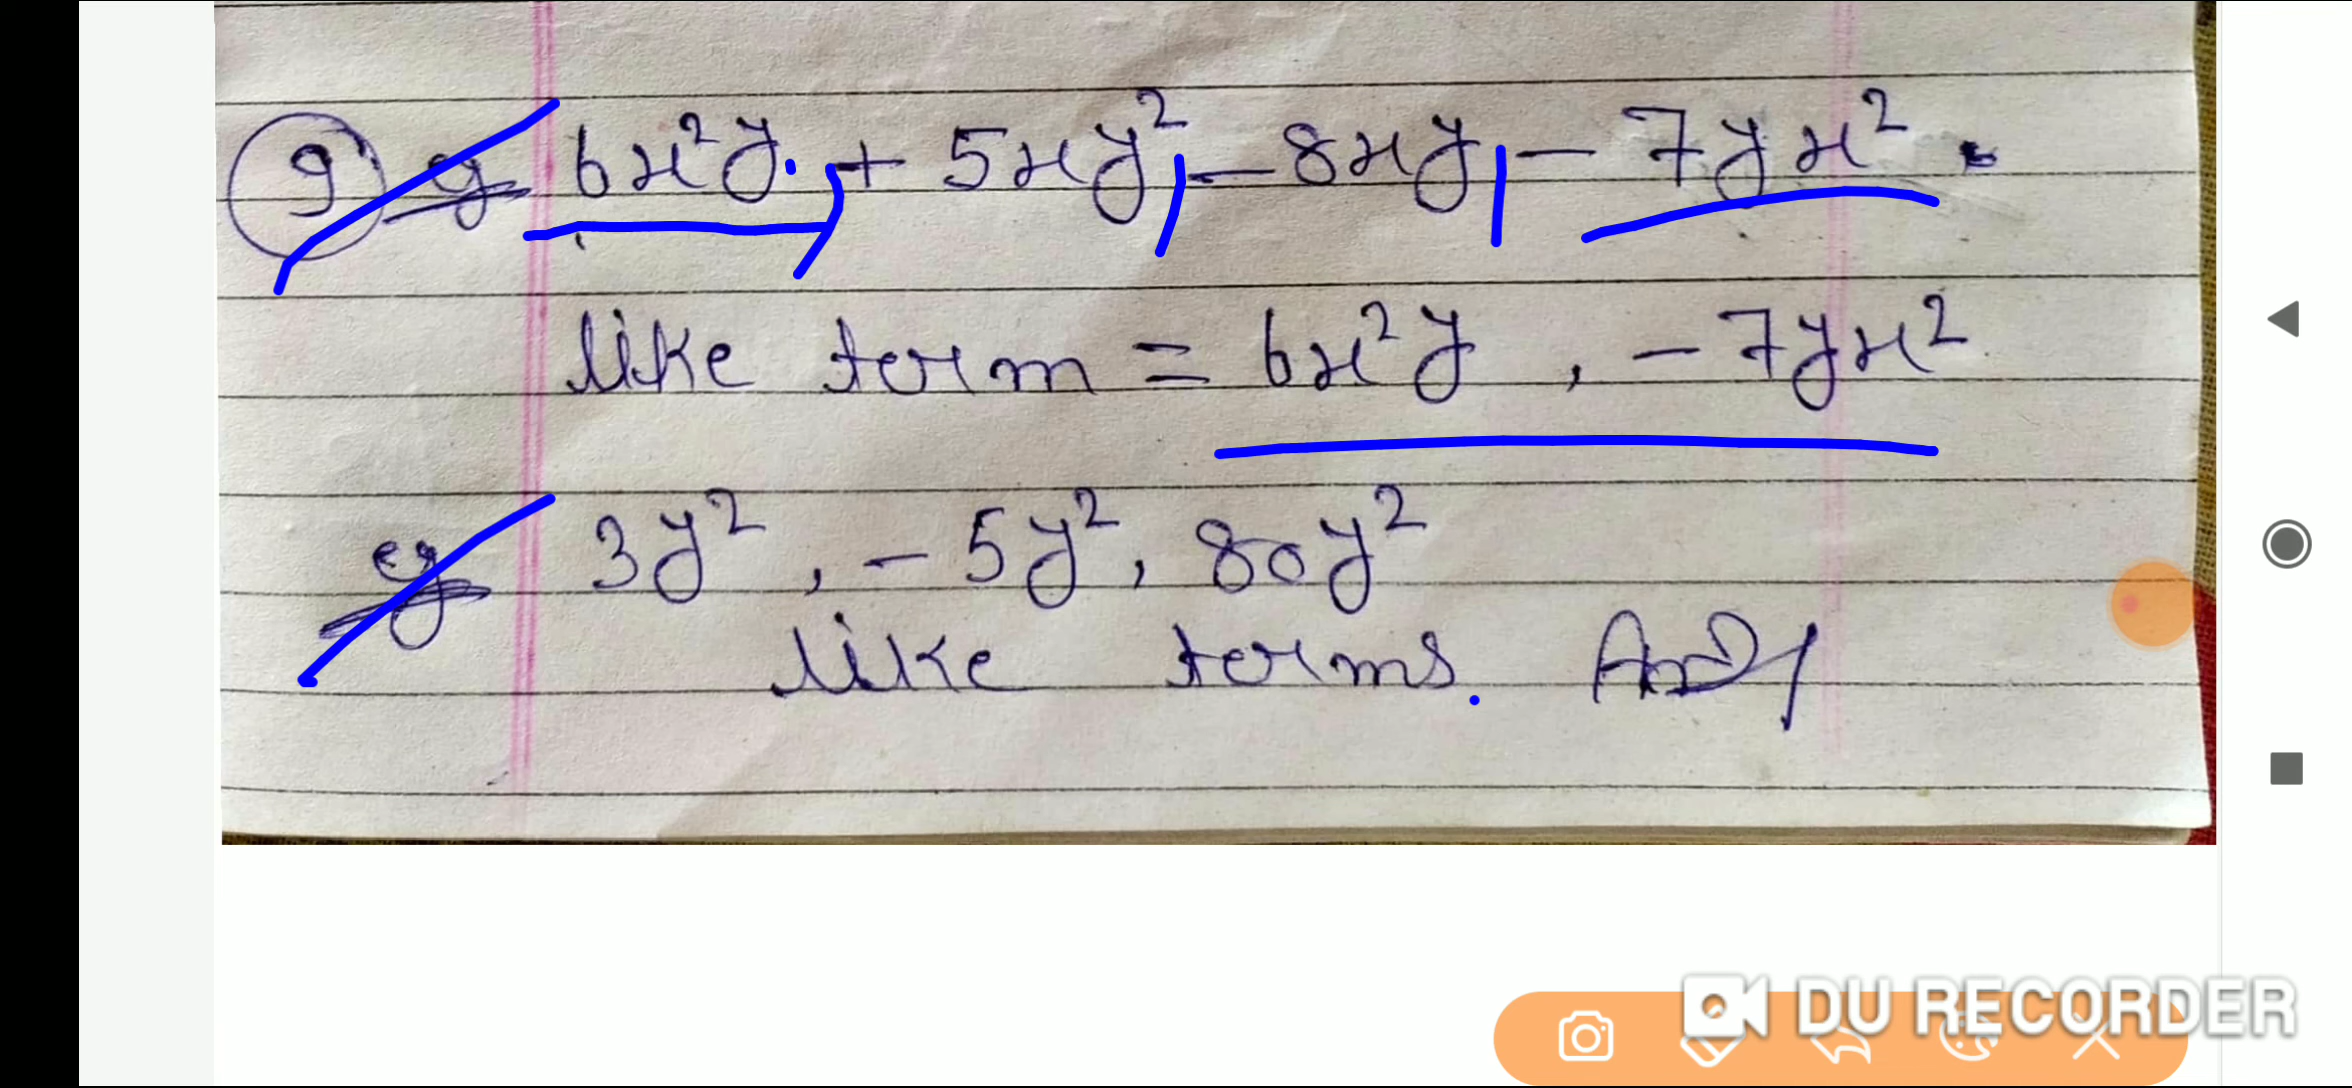 9 eg 6x²y + 5xy² - 8xy - 7yx².
like term = 6x²y , - 7yx²
eg 3y² , - 5y² , 80y²
like terms. Ans
DU RECORDER